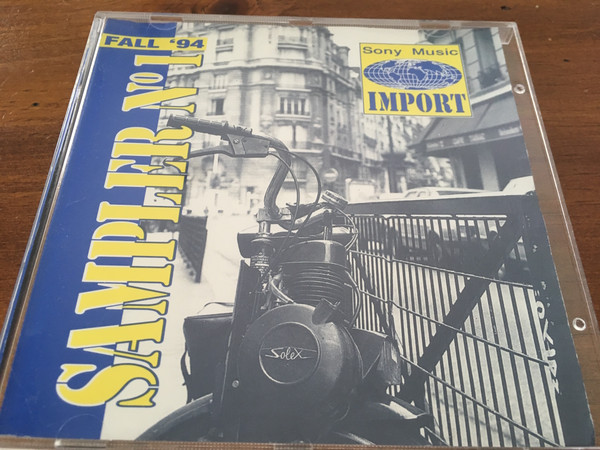 FALL '94
SAMPLER No 1
Sony Music
IMPORT
SoleX